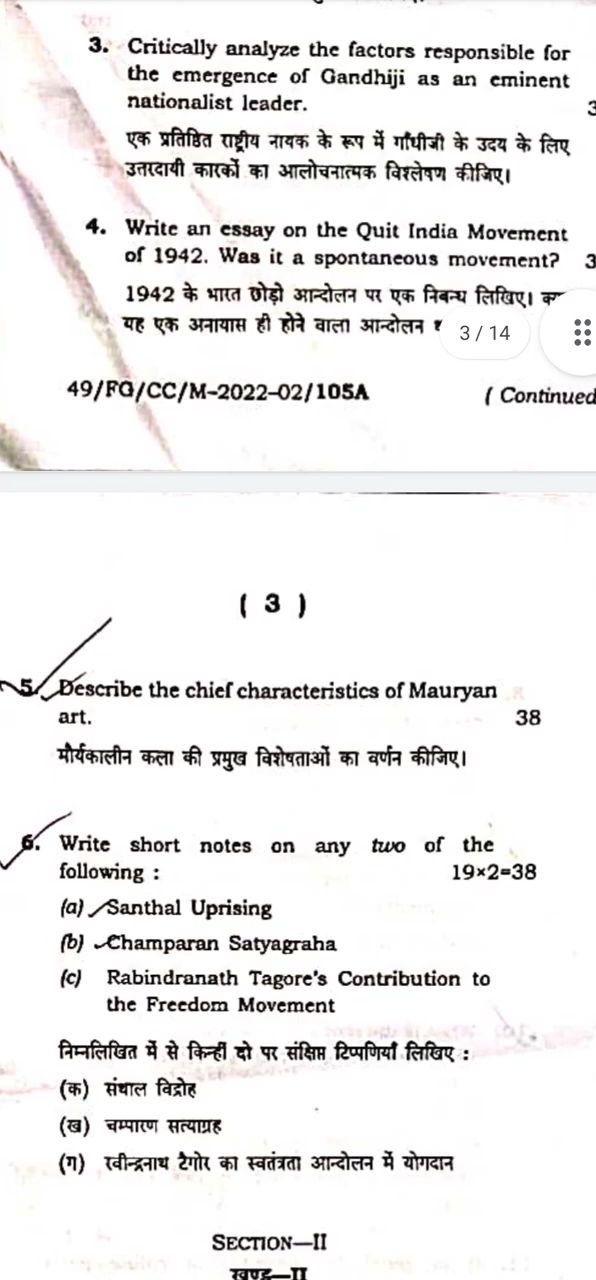 3. Critically analyze the factors responsible for
the emergence of Gandhiji as an eminent
nationalist leader. 3
एक प्रतिष्ठित राष्ट्रीय नायक के रूप में गाँधीजी के उदय के लिए
उतरदायी कारकों का आलोचनात्मक विश्लेषण कीजिए।
4. Write an essay on the Quit India Movement
of 1942. Was it a spontaneous movement? 3
1942 के भारत छोड़ो आन्दोलन पर एक निबन्ध लिखिए।
यह एक अनायास ही होने वाला आन्दोलन
3 / 14
49/FG/CC/M-2022-02/105A ( Continued
( 3 )
5. Describe the chief characteristics of Mauryan
art. 38
मौर्यकालीन कला की प्रमुख विशेषताओं का वर्णन कीजिए।
6. Write short notes on any two of the
following : 19×2=38
(a) Santhal Uprising
(b) Champaran Satyagraha
(c) Rabindranath Tagore's Contribution to
the Freedom Movement
निम्नलिखित में से किन्हीं दो पर संक्षिप्त टिप्पणियाँ लिखिए :
(क) संथाल विद्रोह
(ख) चम्पारण सत्याग्रह
(ग) रवीन्द्रनाथ टैगोर का स्वतंत्रता आन्दोलन में योगदान
SECTION—II
खण्ड—II